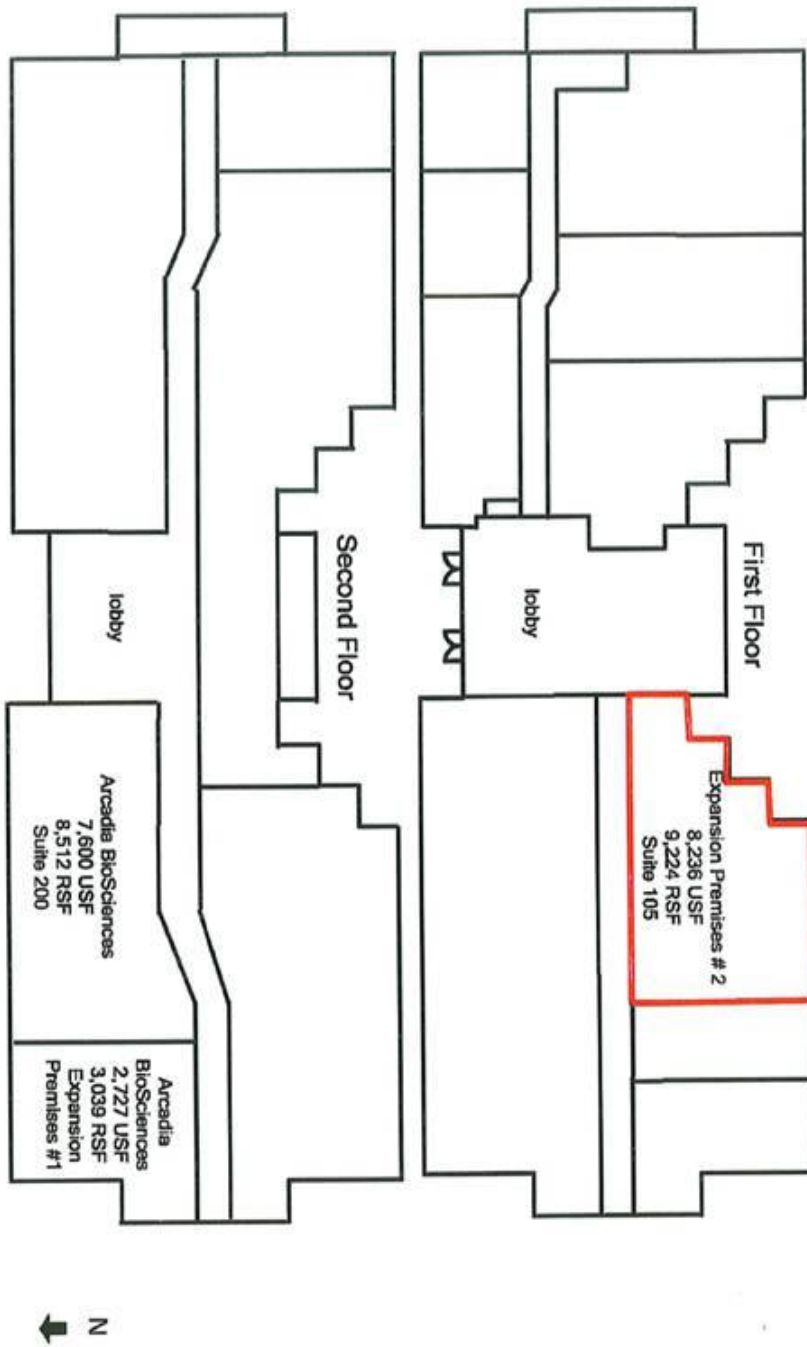 First Floor
Expansion Premises # 2
8,236 USF
9,224 RSF
Suite 105
lobby
Second Floor
lobby
Arcadia BioSciences
7,600 USF
8,512 RSF
Suite 200
Arcadia
BioSciences
2,727 USF
3,039 RSF
Expansion
Premises #1
N